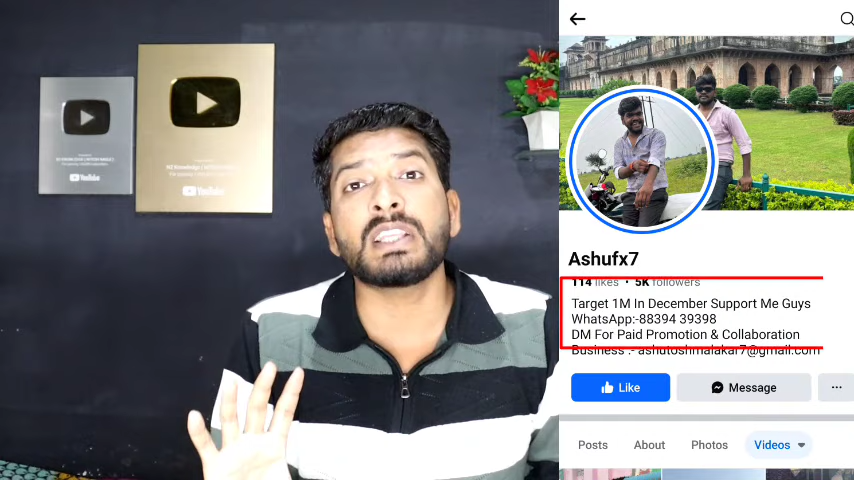 YouTube
YouTube
Ashufx7
114 likes • 5K followers
Target 1M In December Support Me Guys
WhatsApp:-88394 39398
DM For Paid Promotion & Collaboration
Business :- ashutoshmalakar7@gmail.com
Like
Message
Posts
About
Photos
Videos